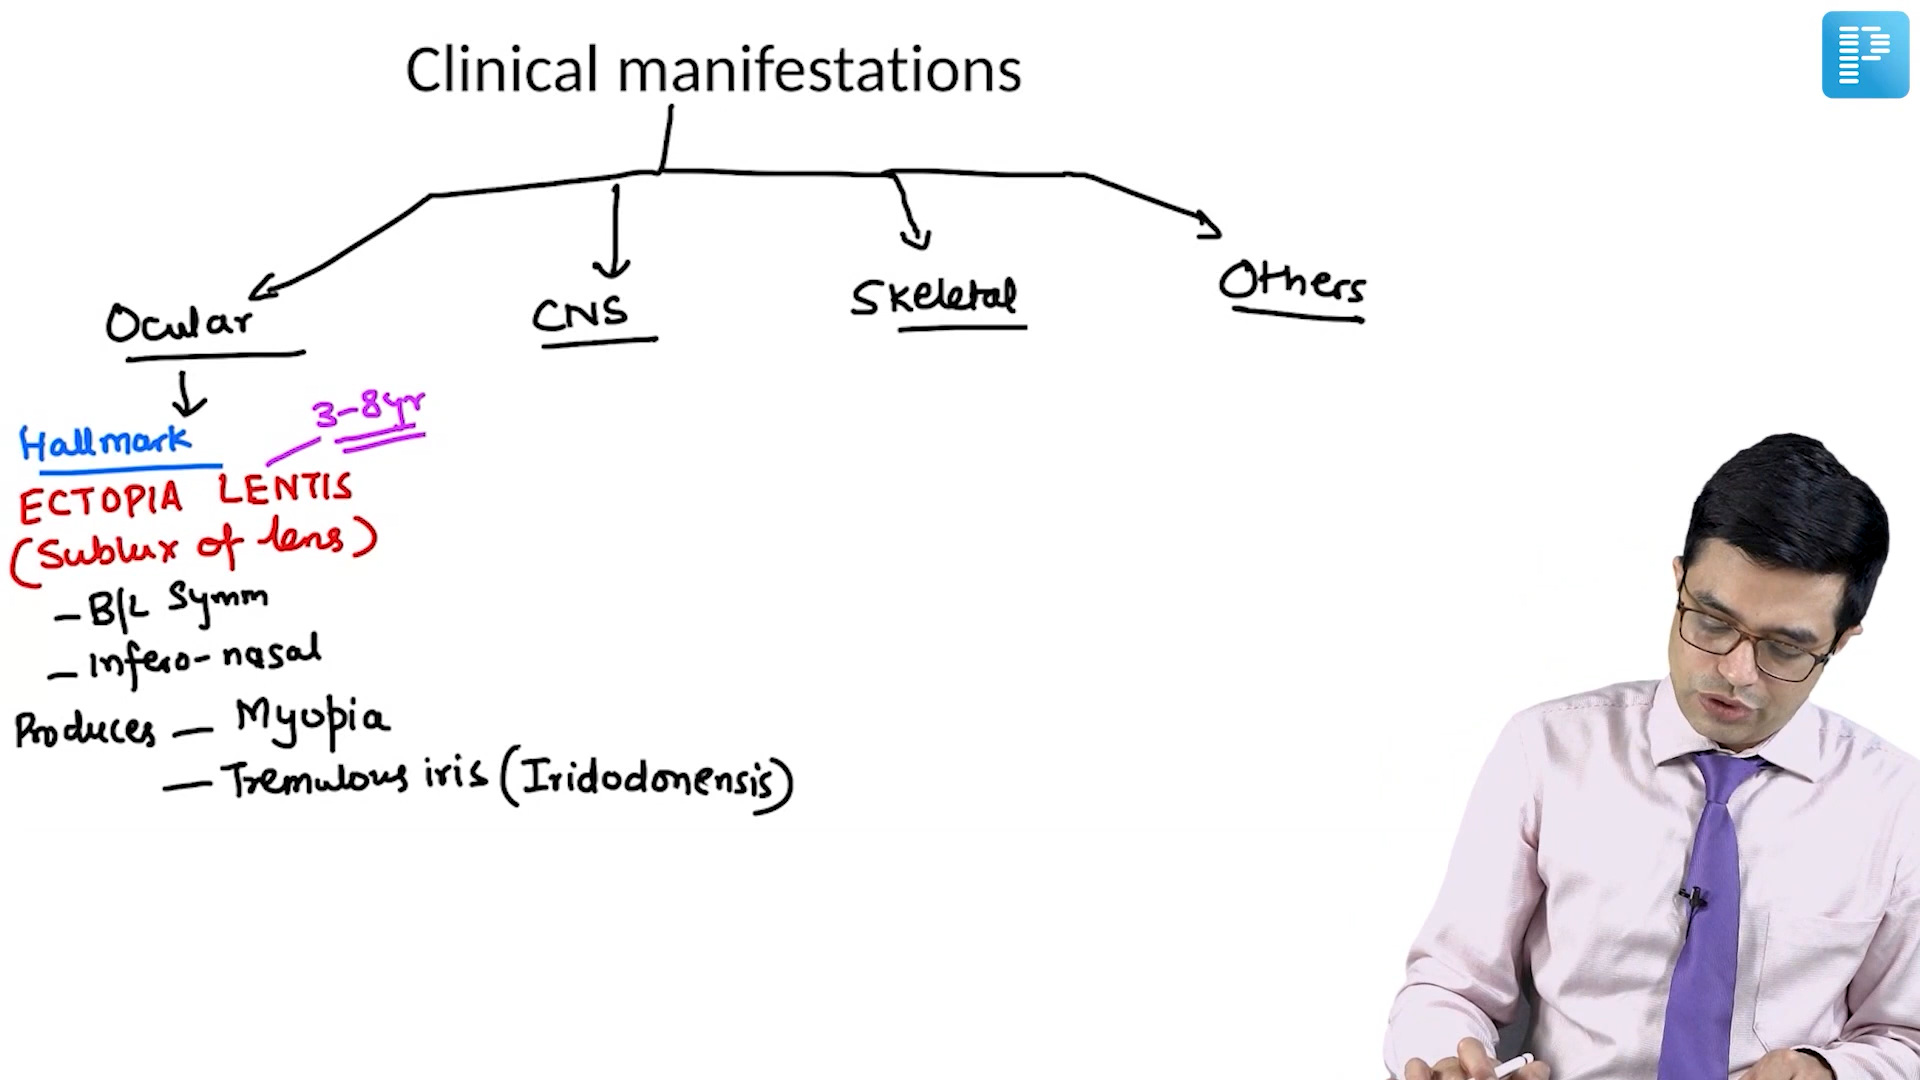 Clinical manifestations
Ocular
CNS
Skeletal
Others
Hallmark
3-8yr
ECTOPIA LENTIS
(Sublux of lens)
- B/L Symm
- Infero-nasal
Produces - Myopia
- Tremulous iris (Iridodonensis)
P